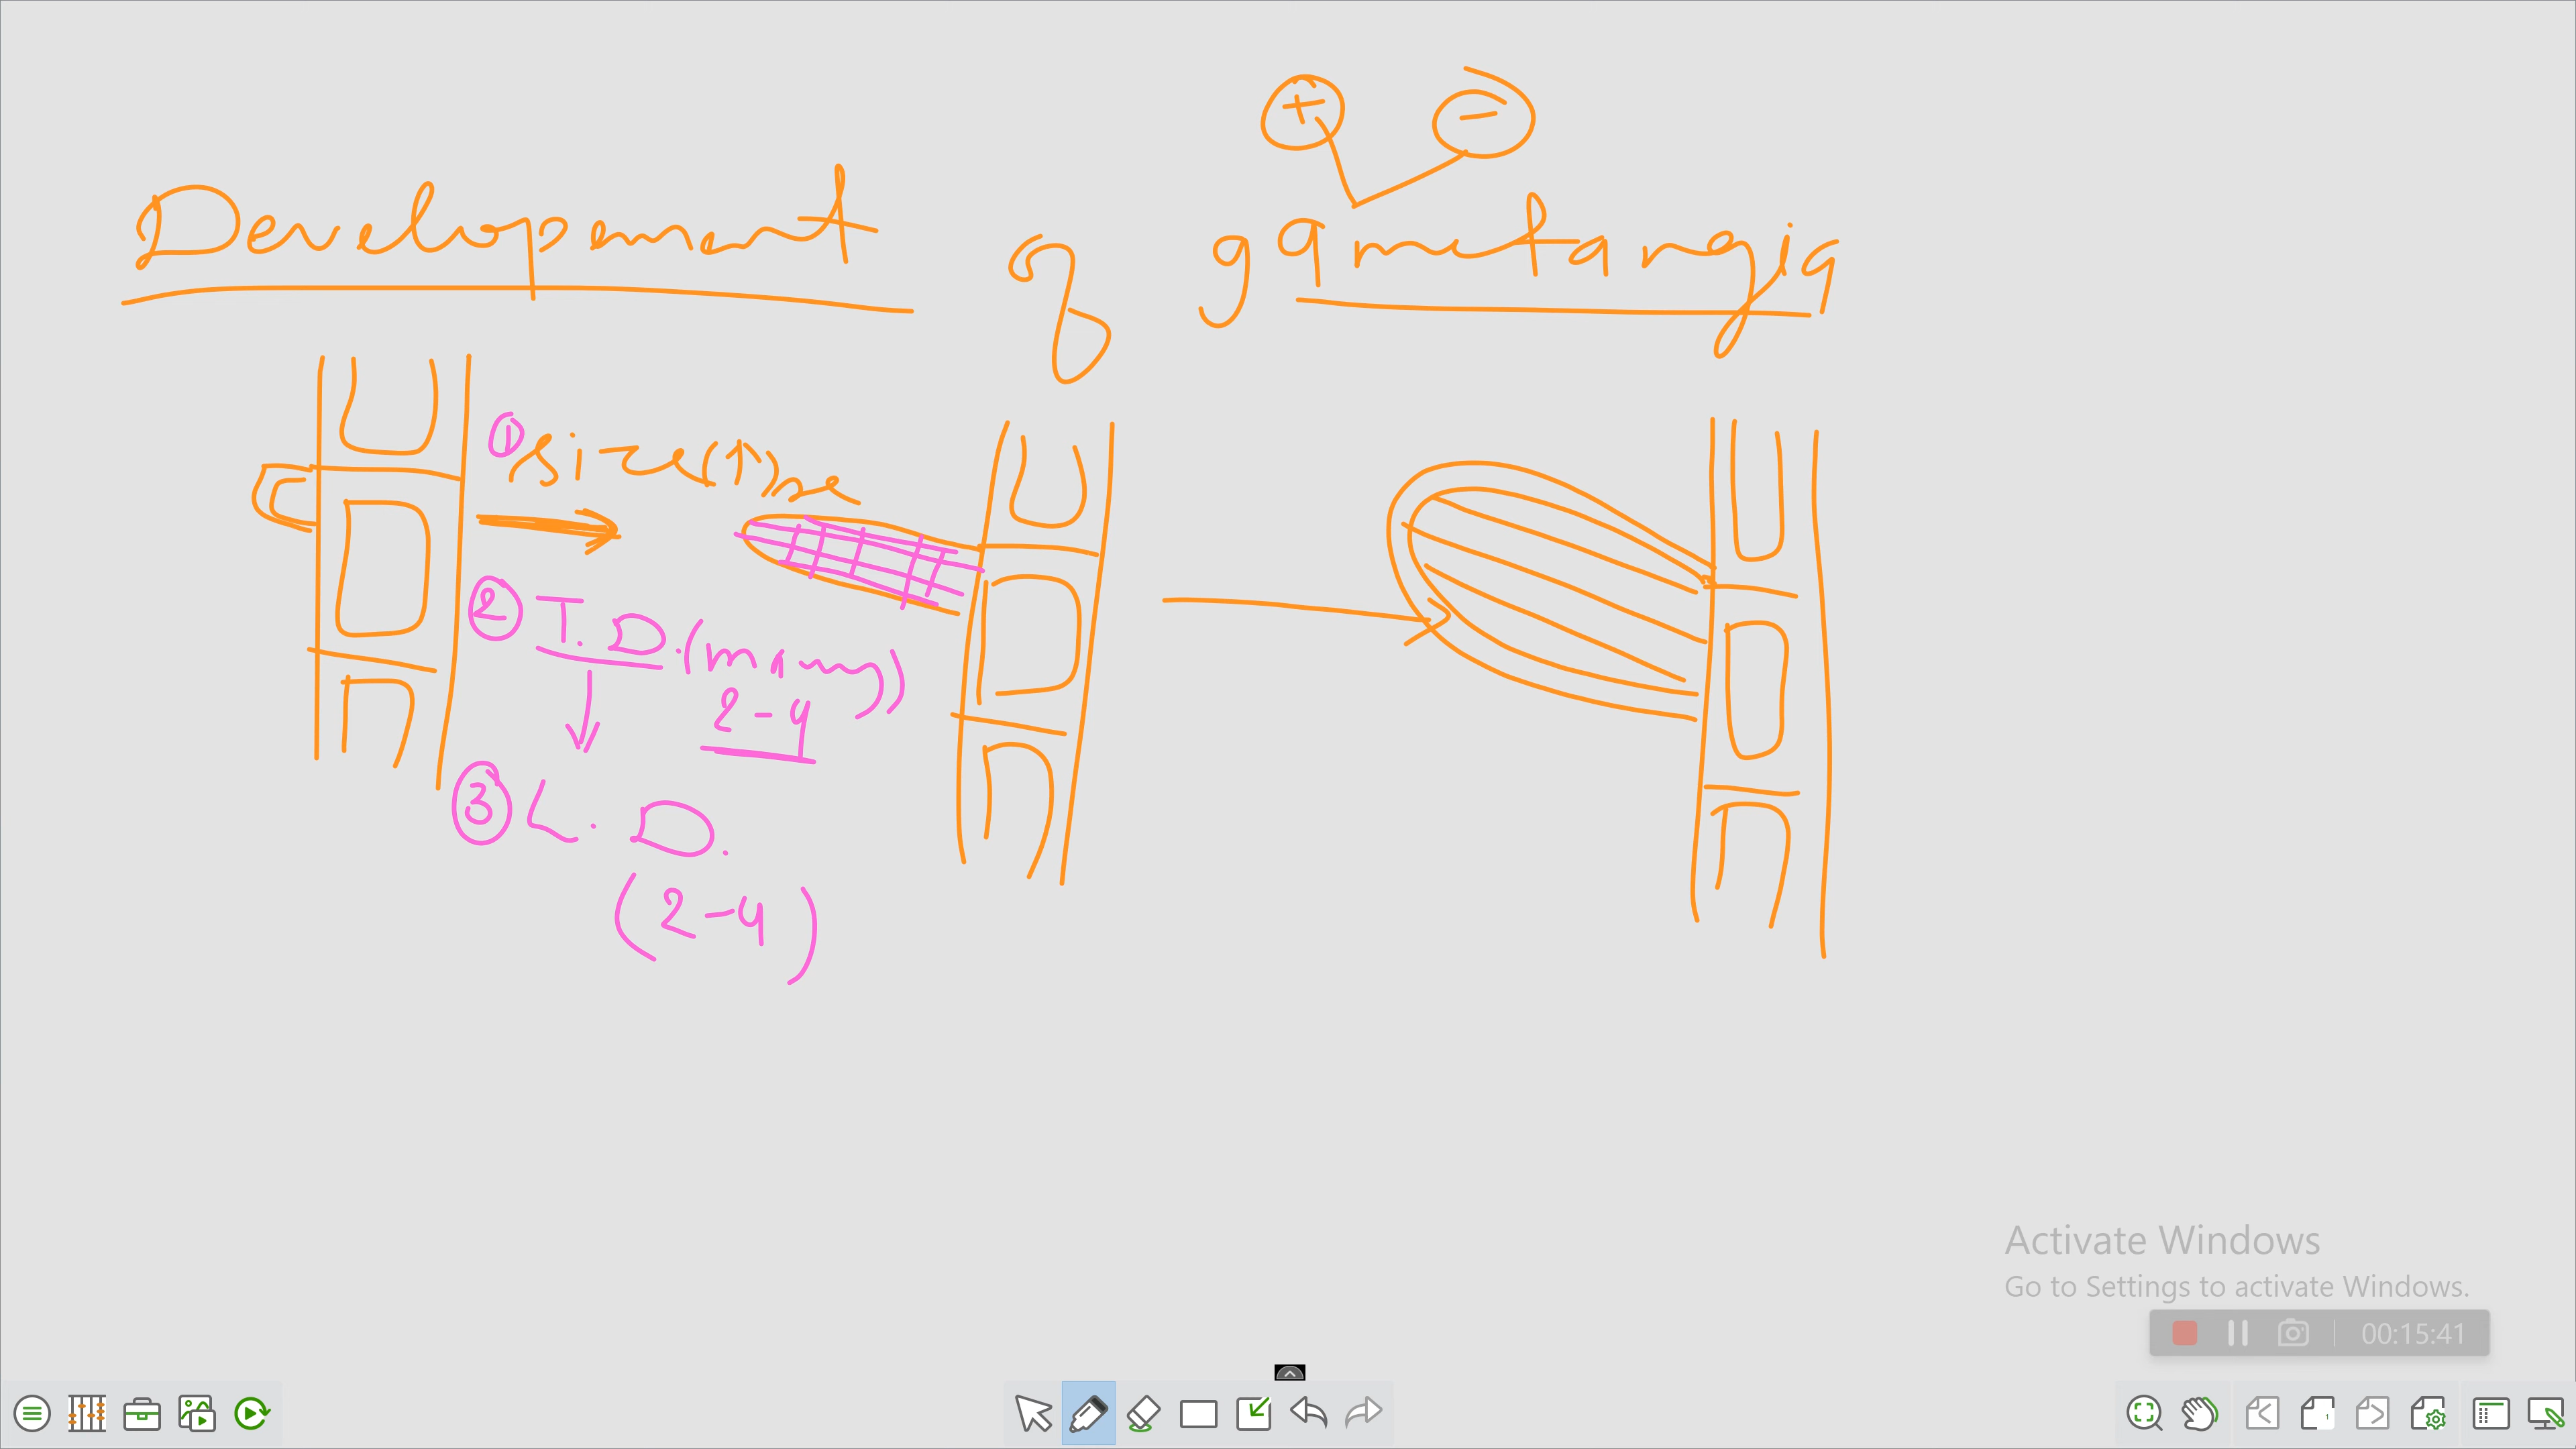 + -
Development of gametangia
① size(↑)se
② T. D. (many)
2-4
③ L. D.
(2-4)
Activate Windows
Go to Settings to activate Windows.
00:15:41
1